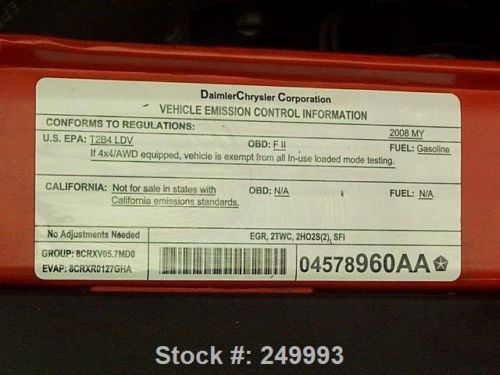 DaimlerChrysler Corporation
VEHICLE EMISSION CONTROL INFORMATION
CONFORMS TO REGULATIONS: 2008 MY
U.S. EPA: T2B4 LDV OBD: F II FUEL: Gasoline
If 4x4/AWD equipped, vehicle is exempt from all In-use loaded mode testing.
CALIFORNIA: Not for sale in states with OBD: N/A FUEL: N/A
California emissions standards.
No Adjustments Needed EGR, 2TWC, 2HO2S(2), SFI
GROUP: 8CRXV05.7MD0
EVAP: 8CRXR0127GHA
04578960AA
Stock #: 249993